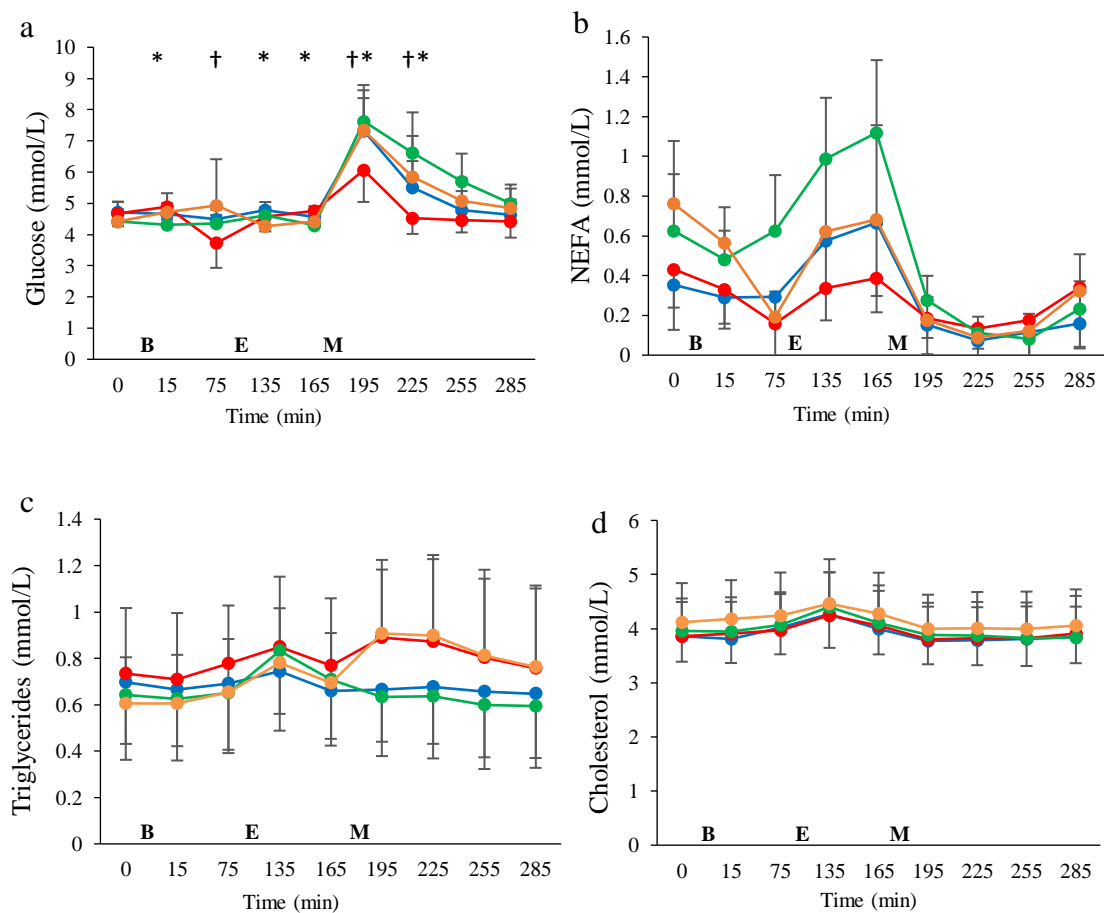 a
* † * * †* †*
Glucose (mmol/L)
10
9
8
7
6
5
4
3
2
1
0
B E M
0 15 75 135 165 195 225 255 285
Time (min)
b
NEFA (mmol/L)
1.6
1.4
1.2
1
0.8
0.6
0.4
0.2
0
B E M
0 15 75 135 165 195 225 255 285
Time (min)
c
Triglycerides (mmol/L)
1.4
1.2
1
0.8
0.6
0.4
0.2
0
B E M
0 15 75 135 165 195 225 255 285
Time (min)
d
Cholesterol (mmol/L)
6
5
4
3
2
1
0
B E M
0 15 75 135 165 195 225 255 285
Time (min)